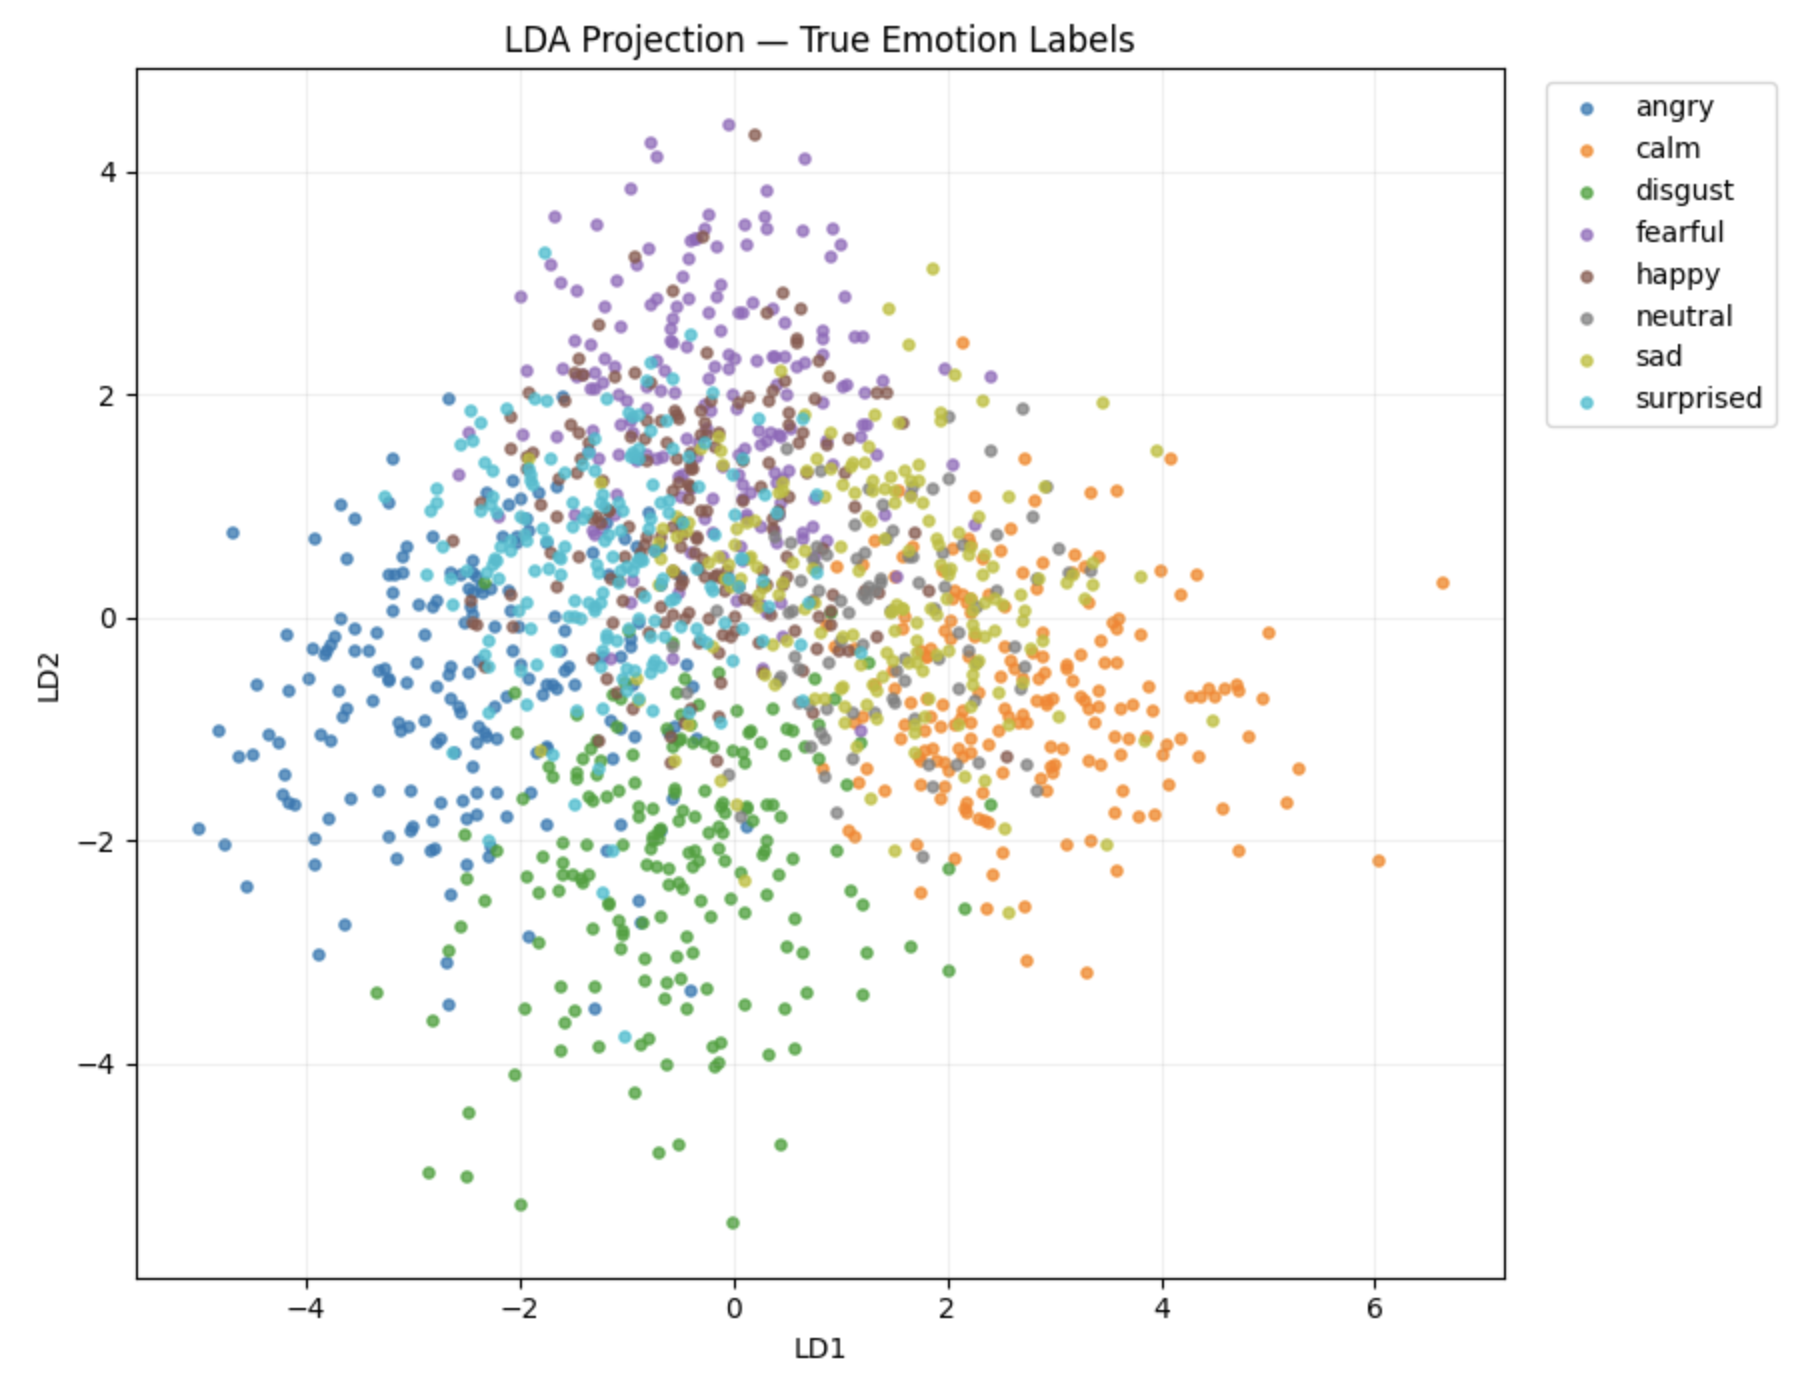 LDA Projection — True Emotion Labels
angry
calm
disgust
fearful
happy
neutral
sad
surprised
4
2
0
−2
−4
LD2
−4
−2
0
2
4
6
LD1